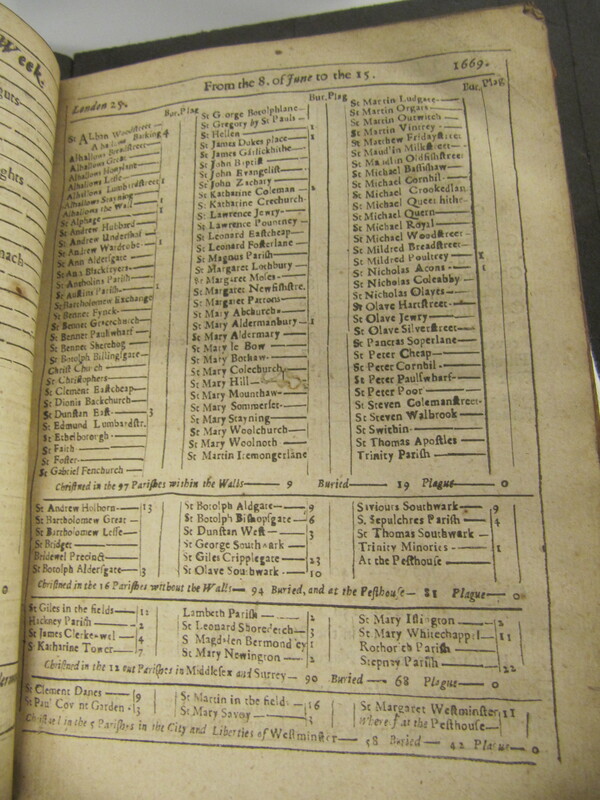 Week.
From the 8. of June to the 15. 1669.
London 25. Bur. Plag
St ALban Woodstreet
Alhallows Barking 4
Alhallows Breadstreet
Alhallows Great
Alhallows Honylane
Alhallows Lesse
Alhallows Lumbardstreet 1
Alhallows Stayning
Alhallows the Wall 1
St Alphage 1
St Andrew Hubbard
St Andrew Undershaft
St Andrew Wardrobe 1
St Ann Aldersgate
St Ann Blackfryers
St Antholins Parish
St Austins Parish 1
St Bartholomew Exchange
St Bennet Fynck
St Bennet Gracechurch
St Bennet Paulswharf
St Bennet Sherehog
St Botolph Billingsgate
Christ Church
St Christophers
St Clement Eastcheap
St Dionis Backchurch
St Dunstan East 3
St Edmund Lumbardstr.
St Ethelborough
St Faith
St Foster
St Gabriel Fenchurch
Bur. Plag
St George Botolphlane
St Gregory by St Pauls
St Hellen 1
St James Dukes place 1
St James Garlickhithe
St John Baptist
St John Evangelist
St John Zachary
St Katharine Coleman
St Katharine Creechurch
St Lawrence Jewry
St Lawrence Pountney
St Leonard Eastcheap
St Leonard Fosterlane
St Magnus Parish
St Margaret Lothbury
St Margaret Moses
St Margaret Newfishstre.
St Margaret Pattons
St Mary Abchurch
St Mary Aldermanbury 1
St Mary Aldermary
St Mary le Bow
St Mary Bothaw
St Mary Colechurch
St Mary Hill
St Mary Mounthaw
St Mary Sommerset
St Mary Stayning
St Mary Woolchurch
St Mary Woolnoth
St Martin Iremongerlane
Bur. Plag
St Martin Ludgate
St Martin Orgars
St Martin Outwitch
St Martin Vintrey
St Matthew Fridaystreet
St Maudlin Milkstreet
St Maudlin Oldfishstreet
St Michael Bassishaw
St Michael Cornhil
St Michael Crookedlan.
St Michael Queenhithe
St Michael Quern
St Michael Royal
St Michael Woodstreet
St Mildred Breadstreet
St Mildred Poultrey 1
St Nicholas Acons 1
St Nicholas Coleabby
St Nicholas Olaves
St Olave Hartstreet
St Olave Jewry
St Olave Silverstreet
St Pancras Soperlane
St Peter Cheap
St Peter Cornhil
St Peter Paulswharf
St Peter Poor
St Steven Colemanstreet
St Steven Walbrook
St Swithin
St Thomas Apostles
Trinity Parish
Christned in the 97 Parishes within the Walls 9 Buried 19 Plague 0
St Andrew Holborn 13
St Bartholomew Great
St Bartholomew Lesse
St Bridget
Bridewel Precinct
St Botolph Aldersgate 3
St Botolph Aldgate 9
St Botolph Bishopsgate 6
St Dunstan West 3
St George Southwark
St Giles Cripplegate 23
St Olave Southwark 10
Saviours Southwark 9
S. Sepulchres Parish 4
St Thomas Southwark
Trinity Minories 1
At the Pesthouse
Christned in the 16 Parishes without the Walls 94 Buried, and at the Pesthouse 81 Plague 0
St Giles in the fields 12
Hackney Parish 2
St James Clerkenwel 4
St Katharine Tower 7
Lambeth Parish 2
St Leonard Shoreditch 3
S Magdalen Bermondsey 1
St Mary Newington 2
St Mary Islington 2
St Mary Whitechappel 11
Rothorith Parish
Stepney Parish 22
Christned in the 12 out Parishes in Middlesex and Surrey 90 Buried 68 Plague 0
St Clement Danes 9
St Paul Covent Garden 3
St Martin in the fields 16
St Mary Savoy 3
St Margaret Westminster 11
whereof at the Pesthouse
Christned in the 5 Parishes in the City and Liberties of Westminster 58 Buried 42 Plague 0